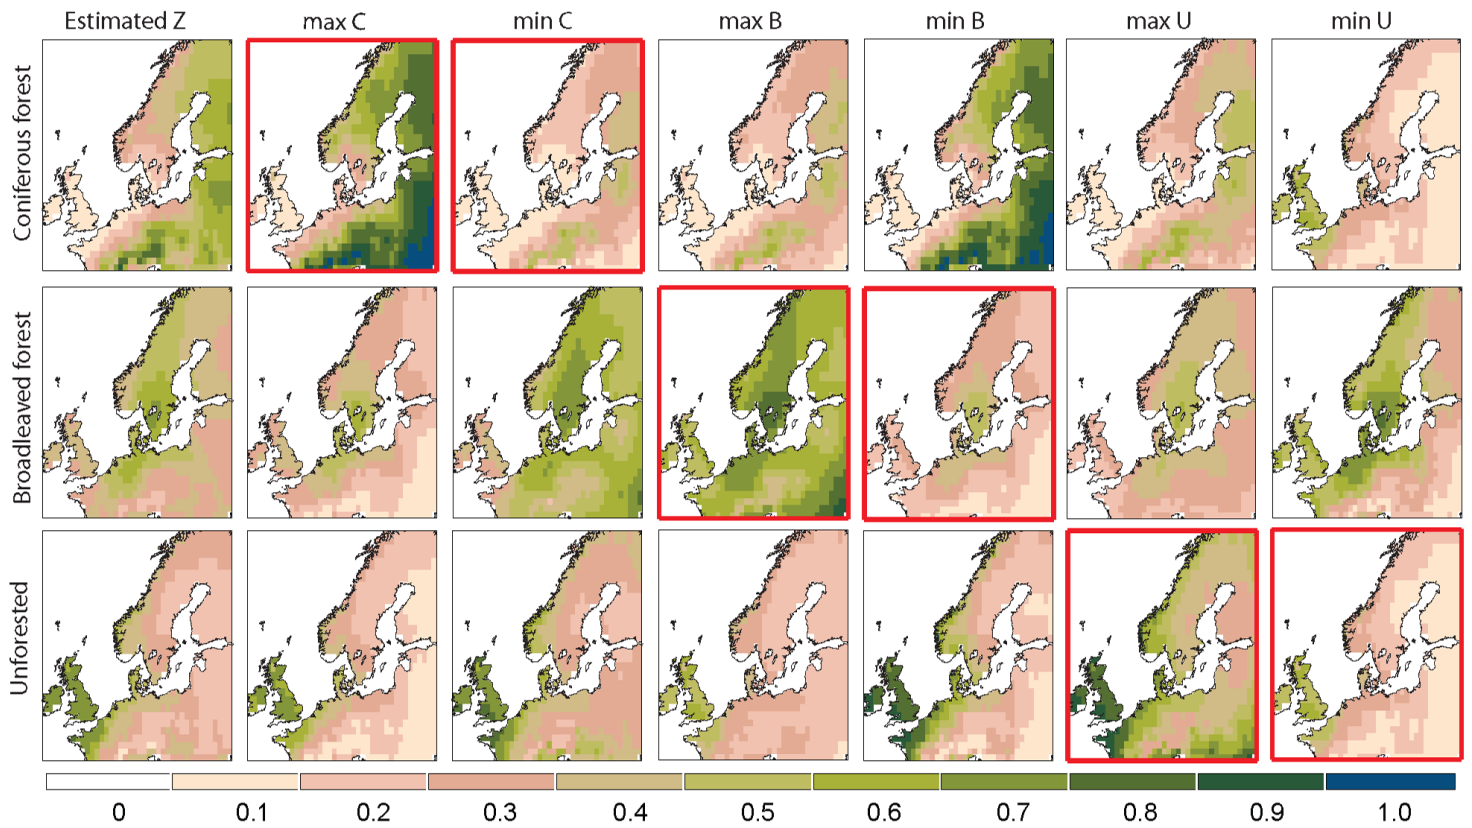 Estimated Z max C min C max B min B max U min U
Coniferous forest
Broadleaved forest
Unforested
0 0.1 0.2 0.3 0.4 0.5 0.6 0.7 0.8 0.9 1.0